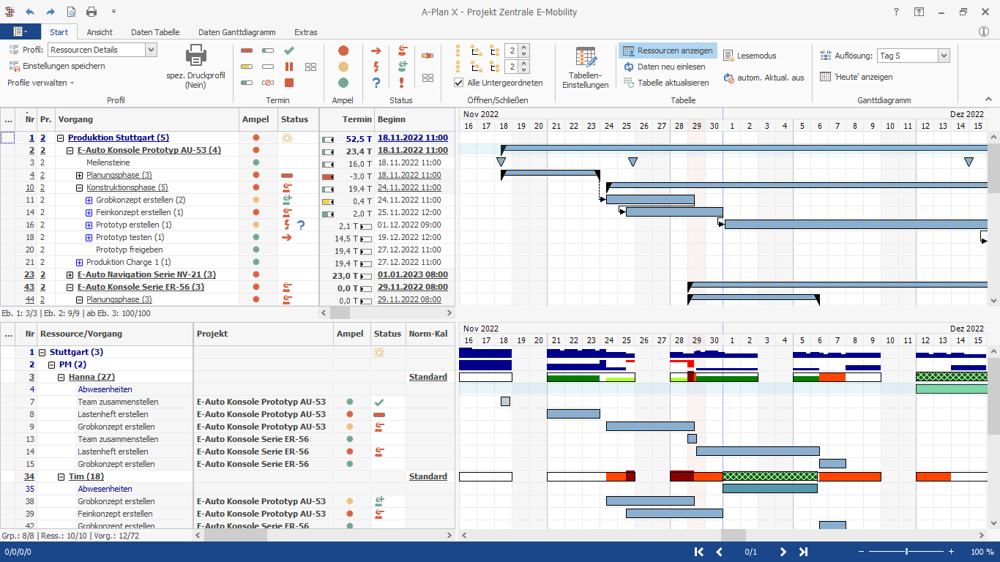 A-Plan X - Projekt Zentrale E-Mobility
?
Start Ansicht Daten Tabelle Daten Ganttdiagramm Extras
Profil: Ressourcen Details
Einstellungen speichern
Profile verwalten
Profil
spez. Druckprofil
(Nein)
Termin
Ampel
?
Status
2
2
Alle Untergeordneten
Öffnen/Schließen
Tabellen-
Einstellungen
Ressourcen anzeigen
Daten neu einlesen
Tabelle aktualisieren
Lesemodus
autom. Aktual. aus
Tabelle
Auflösung: Tag S
'Heute' anzeigen
Ganttdiagramm
... Nr Pr. Vorgang Ampel Status Termin Beginn
Nov 2022 Dez 2022
16 17 18 19 20 21 22 23 24 25 26 27 28 29 30 1 2 3 4 5 6 7 8 9 10 11 12 13 14 15
1 2 Produktion Stuttgart (5) 52,5 T 18.11.2022 11:00
2 2 E-Auto Konsole Prototyp AU-53 (4) 23,4 T 18.11.2022 11:00
3 2 Meilensteine 16,0 T 18.11.2022 11:00
4 2 Planungsphase (3) -3,0 T 18.11.2022 11:00
10 2 Konstruktionsphase (5) 19,4 T 24.11.2022 11:00
11 2 Grobkonzept erstellen (2) 0,4 T 24.11.2022 11:00
14 2 Feinkonzept erstellen (1) 2,0 T 25.11.2022 12:00
16 2 Prototyp erstellen (1) ? 2,1 T 01.12.2022 09:00
18 2 Prototyp testen (1) 14,5 T 19.12.2022 12:00
20 2 Prototyp freigeben 19,4 T 27.12.2022 11:00
21 2 Produktion Charge 1 (1) 19,4 T 27.12.2022 11:00
23 2 E-Auto Navigation Serie NV-21 (3) 23,0 T 01.01.2023 08:00
43 2 E-Auto Konsole Serie ER-56 (3) 0,0 T 29.11.2022 08:00
44 2 Planungsphase (3) 0,0 T 29.11.2022 08:00
Eb. 1: 3/3 | Eb. 2: 9/9 | ab Eb. 3: 100/100
... Nr Ressource/Vorgang Projekt Ampel Status Norm-Kal
Nov 2022 Dez 2022
16 17 18 19 20 21 22 23 24 25 26 27 28 29 30 1 2 3 4 5 6 7 8 9 10 11 12 13 14 15
1 Stuttgart (3)
2 PM (2)
3 Hanna (27) Standard
4 Abwesenheiten
7 Team zusammenstellen E-Auto Konsole Prototyp AU-53
8 Lastenheft erstellen E-Auto Konsole Prototyp AU-53
9 Grobkonzept erstellen E-Auto Konsole Prototyp AU-53
13 Team zusammenstellen E-Auto Konsole Serie ER-56
14 Lastenheft erstellen E-Auto Konsole Serie ER-56
15 Grobkonzept erstellen E-Auto Konsole Serie ER-56
34 Tim (18) Standard
35 Abwesenheiten
38 Grobkonzept erstellen E-Auto Konsole Prototyp AU-53
39 Feinkonzept erstellen E-Auto Konsole Prototyp AU-53
42 Grobkonzept erstellen E-Auto Konsole Serie ER-56
Grp.: 8/8 | Ress.: 10/10 | Vorg.: 12/72
0/0/0/0 0/1 100 %